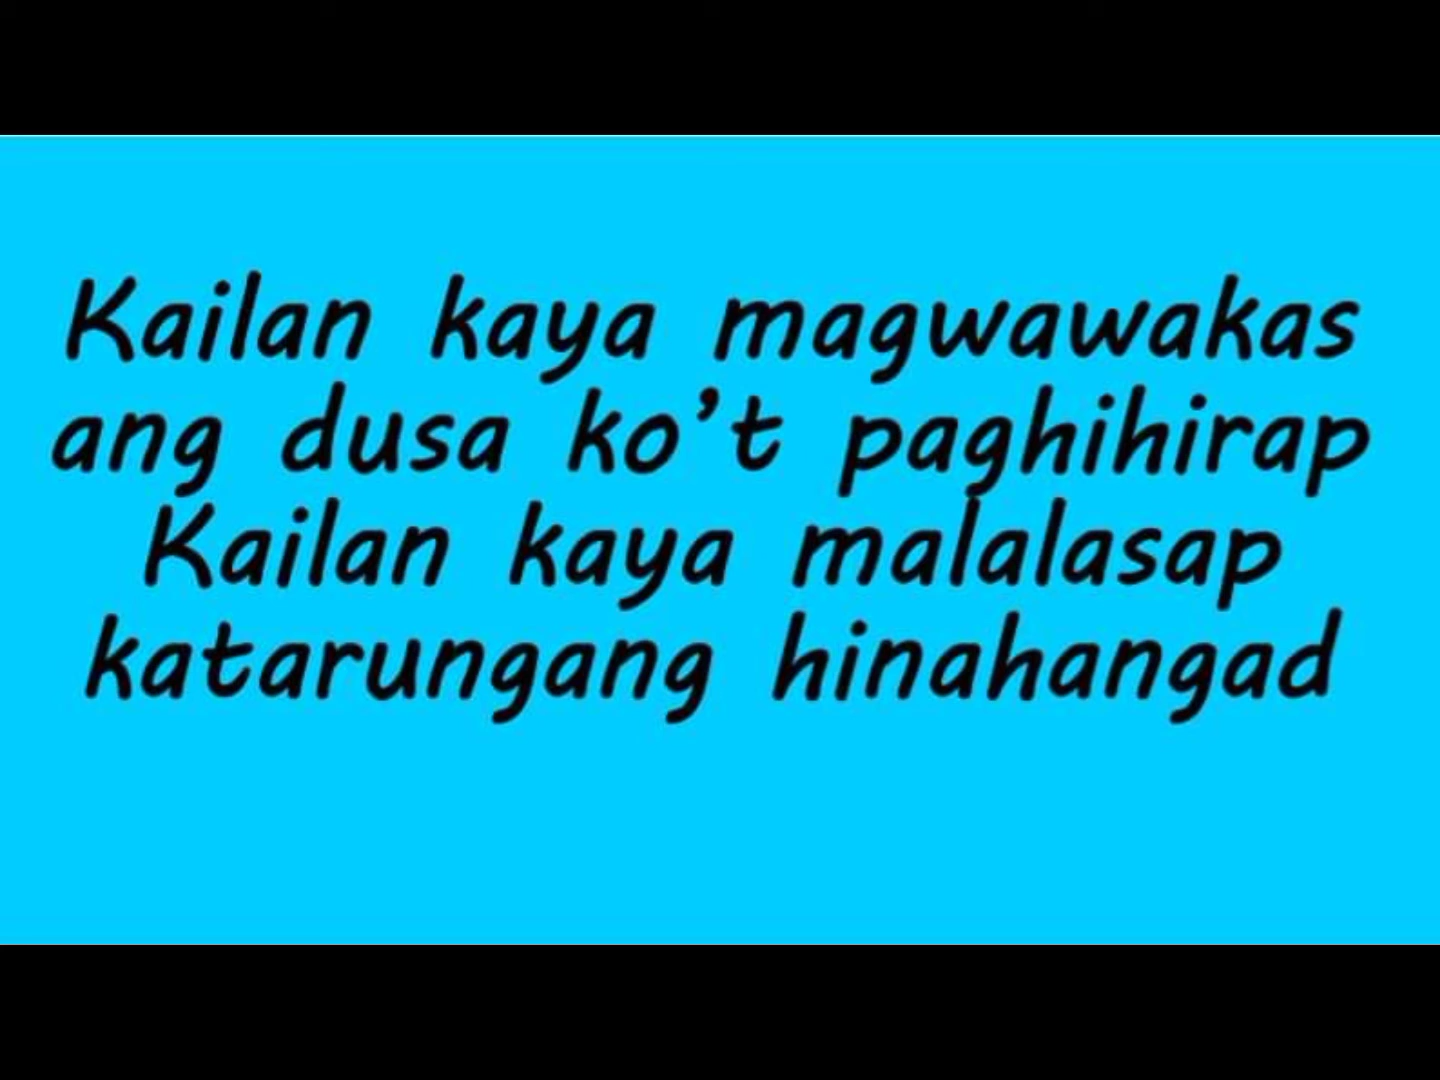 Kailan kaya magwawakas
ang dusa ko't paghihirap
Kailan kaya malalasap
katarungang hinahangad